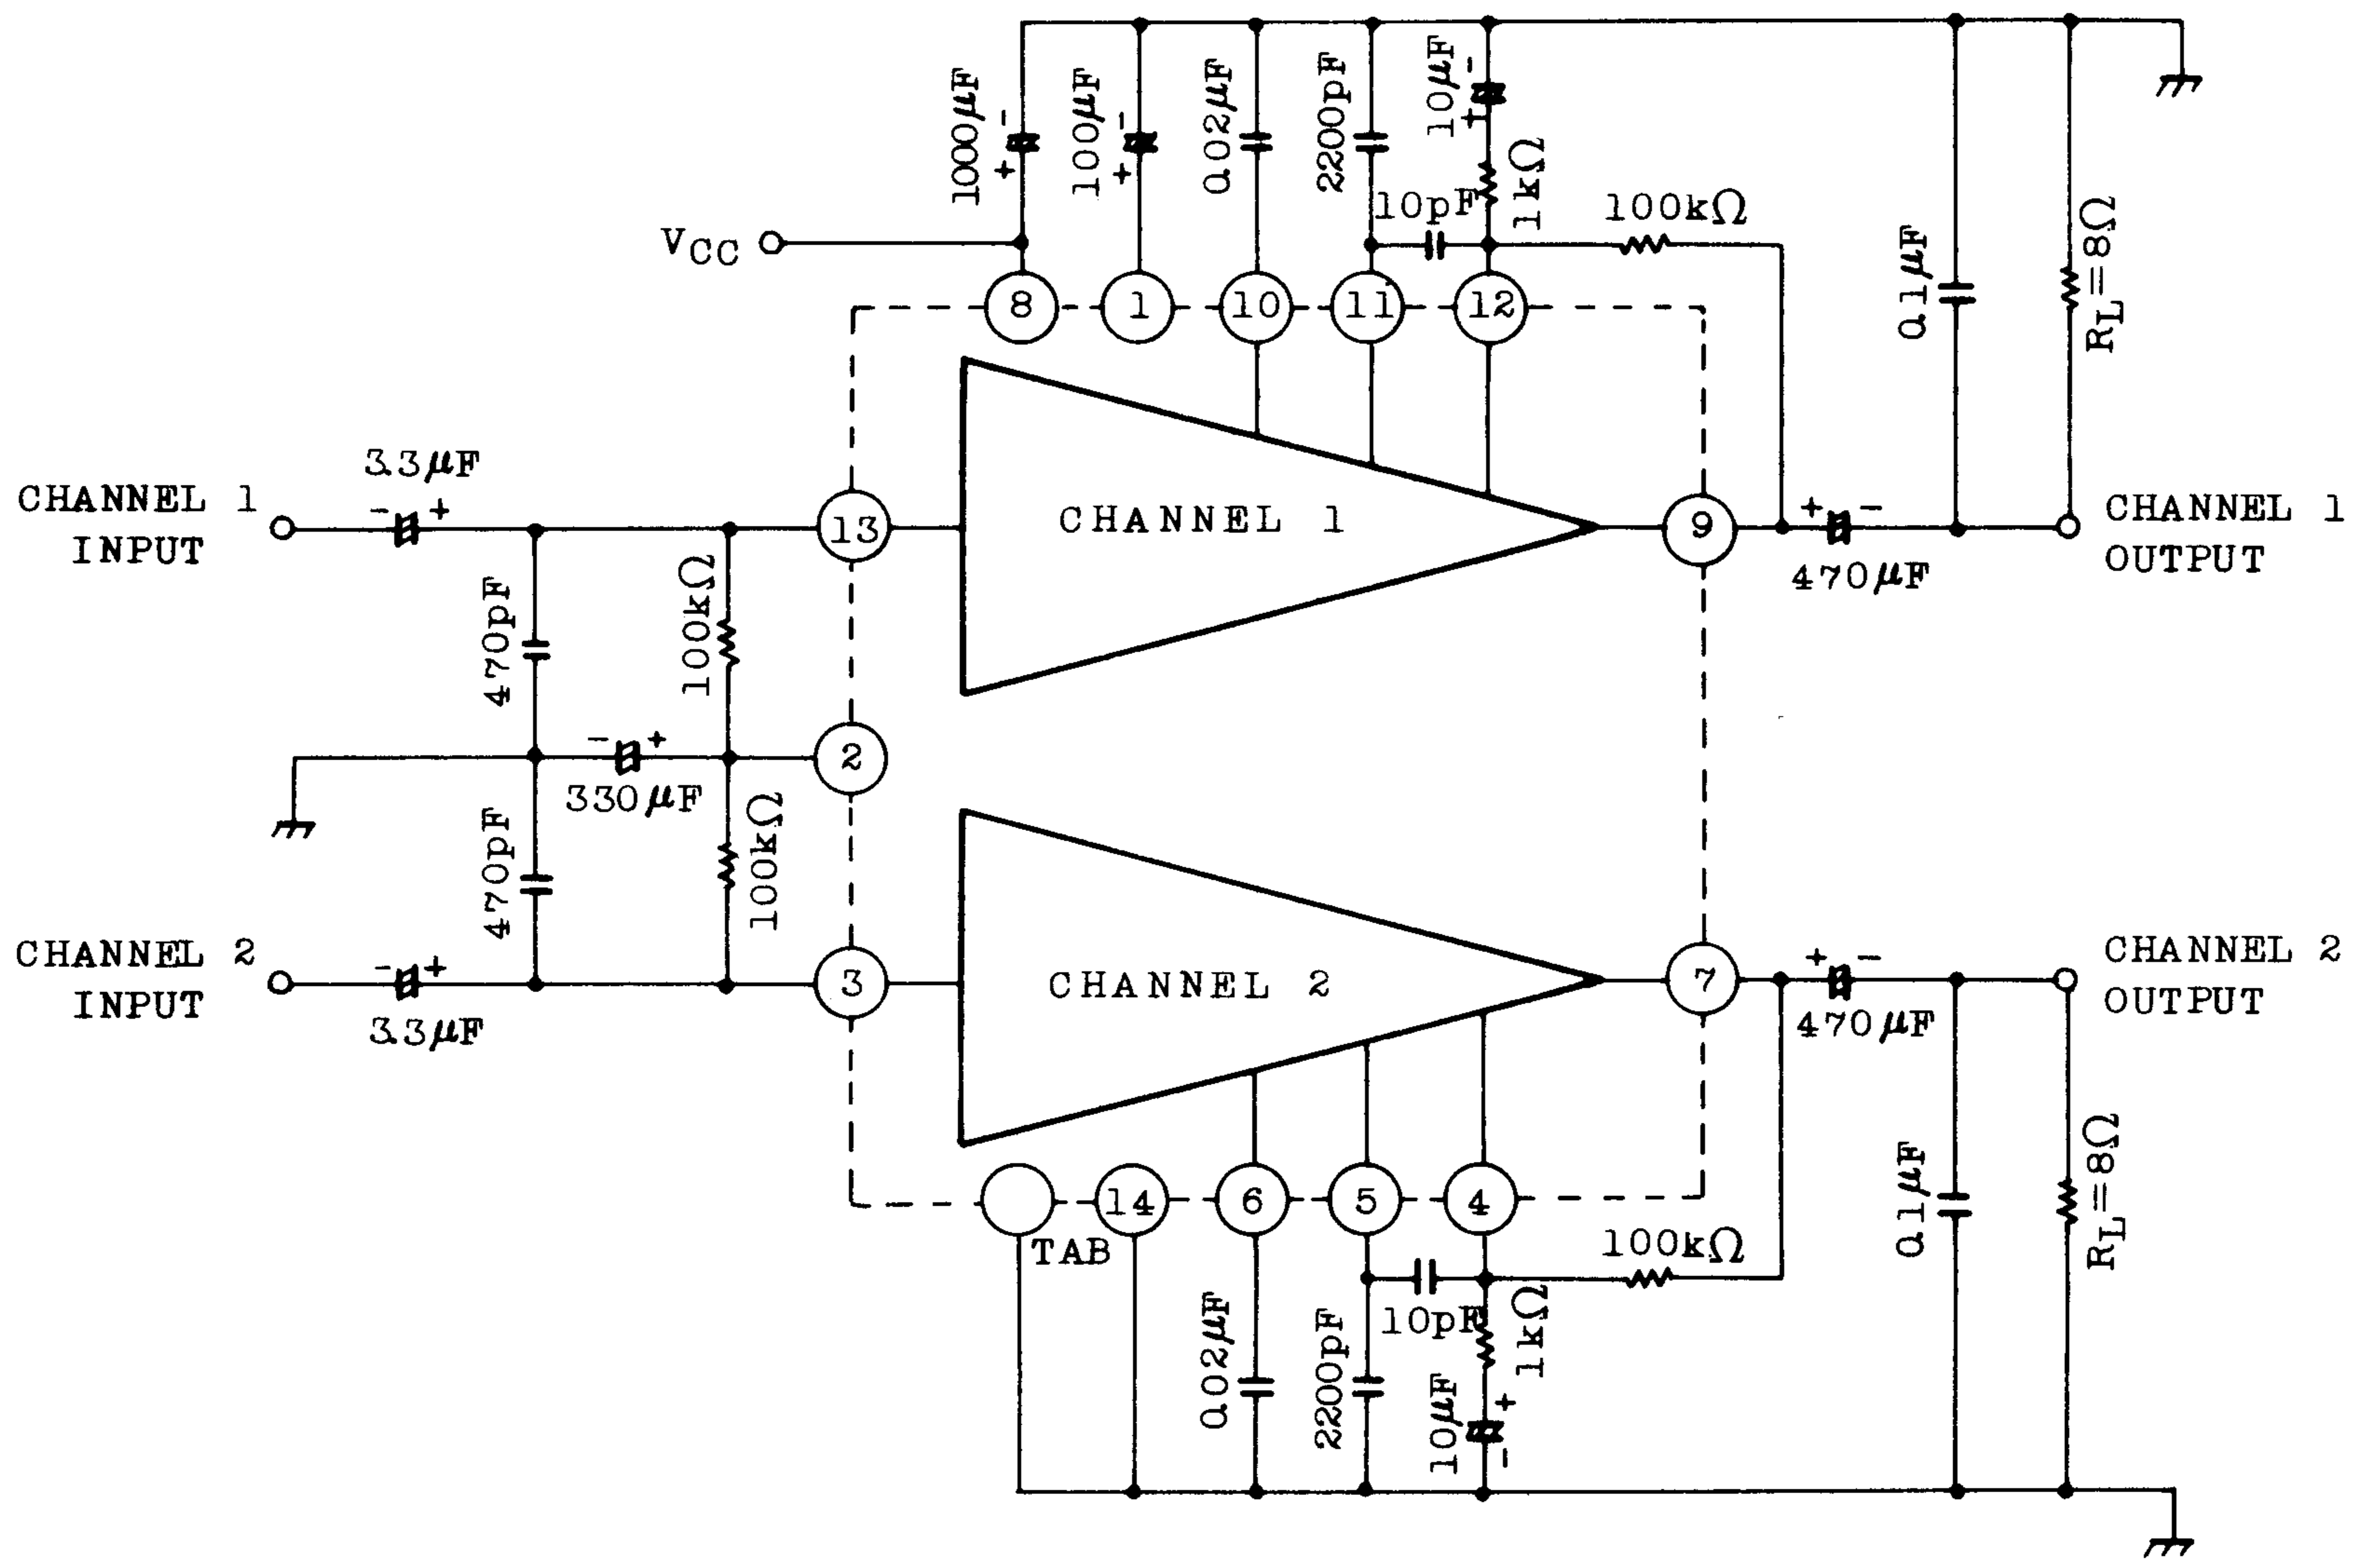 1000µF
- +
100µF
- +
0.02µF
2200pF
10µF
- +
1kΩ
10pF
100kΩ
0.1µF
RL=8Ω
VCC
8
1
10
11
12
3.3µF
- +
CHANNEL 1
INPUT
13
CHANNEL 1
9
+ -
470µF
CHANNEL 1
OUTPUT
470pF
100kΩ
- +
330µF
2
470pF
100kΩ
CHANNEL 2
INPUT
- +
3.3µF
3
CHANNEL 2
7
+ -
470µF
CHANNEL 2
OUTPUT
TAB
14
6
5
4
100kΩ
10pF
1kΩ
0.02µF
2200pF
10µF
+ -
0.1µF
RL=8Ω